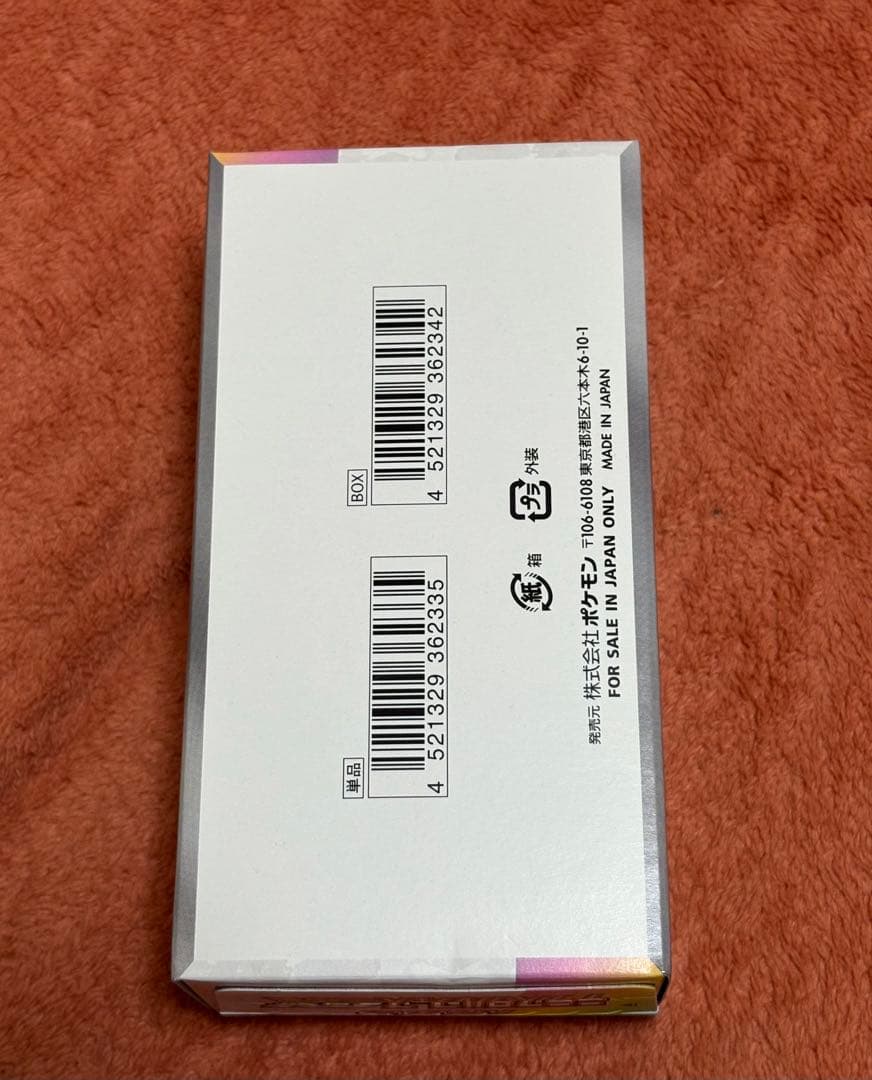 単品
4 521329 362335
BOX
4 521329 362342
紙 箱
プラ 外装
発売元 株式会社 ポケモン 〒106-6108 東京都港区六本木6-10-1
FOR SALE IN JAPAN ONLY MADE IN JAPAN